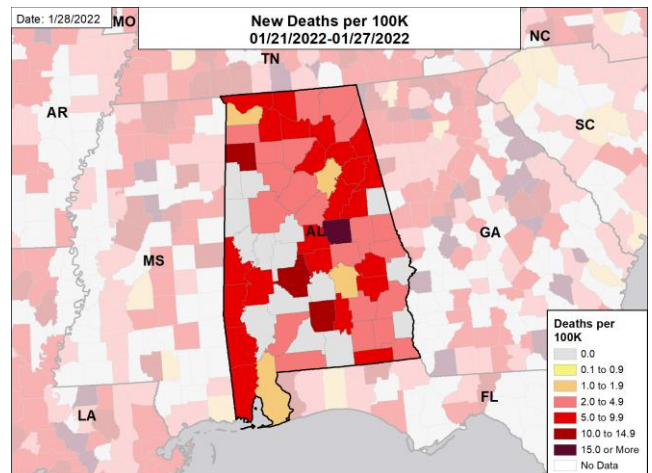 Date: 1/28/2022
New Deaths per 100K
01/21/2022-01/27/2022
MO
TN
NC
AR
SC
MS
AL
GA
LA
FL
Deaths per
100K
0.0
0.1 to 0.9
1.0 to 1.9
2.0 to 4.9
5.0 to 9.9
10.0 to 14.9
15.0 or More
No Data